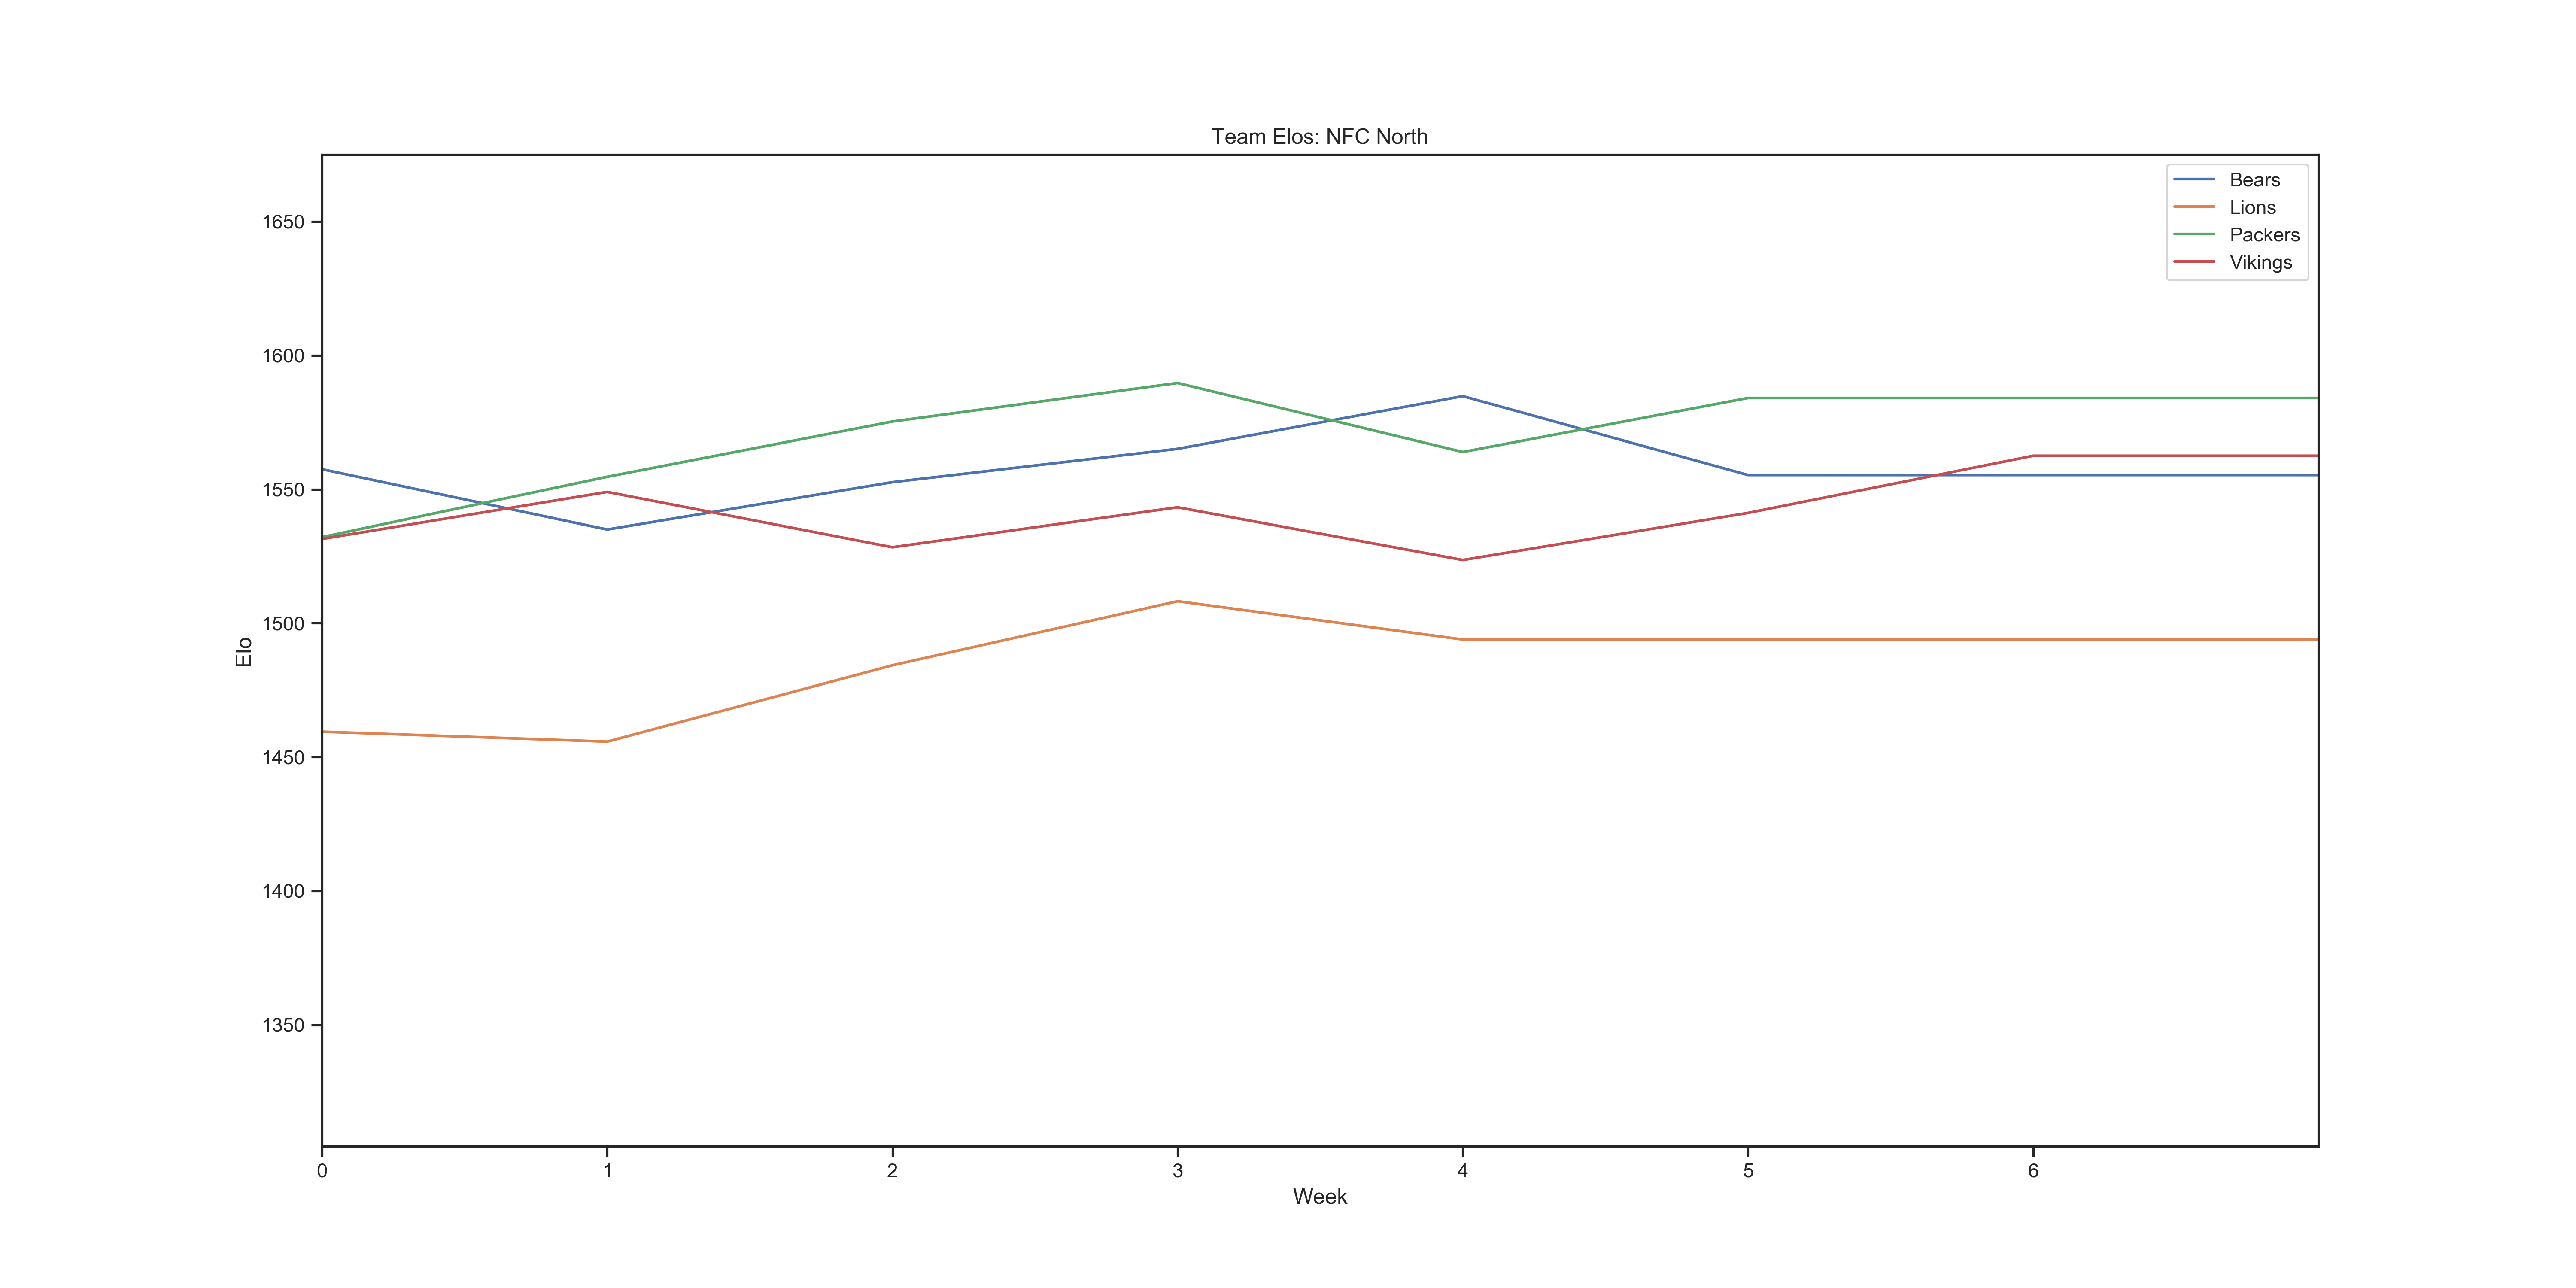 Team Elos: NFC North
Bears
Lions
Packers
Vikings
1650
1600
1550
1500
1450
1400
1350
Elo
0 1 2 3 4 5 6
Week